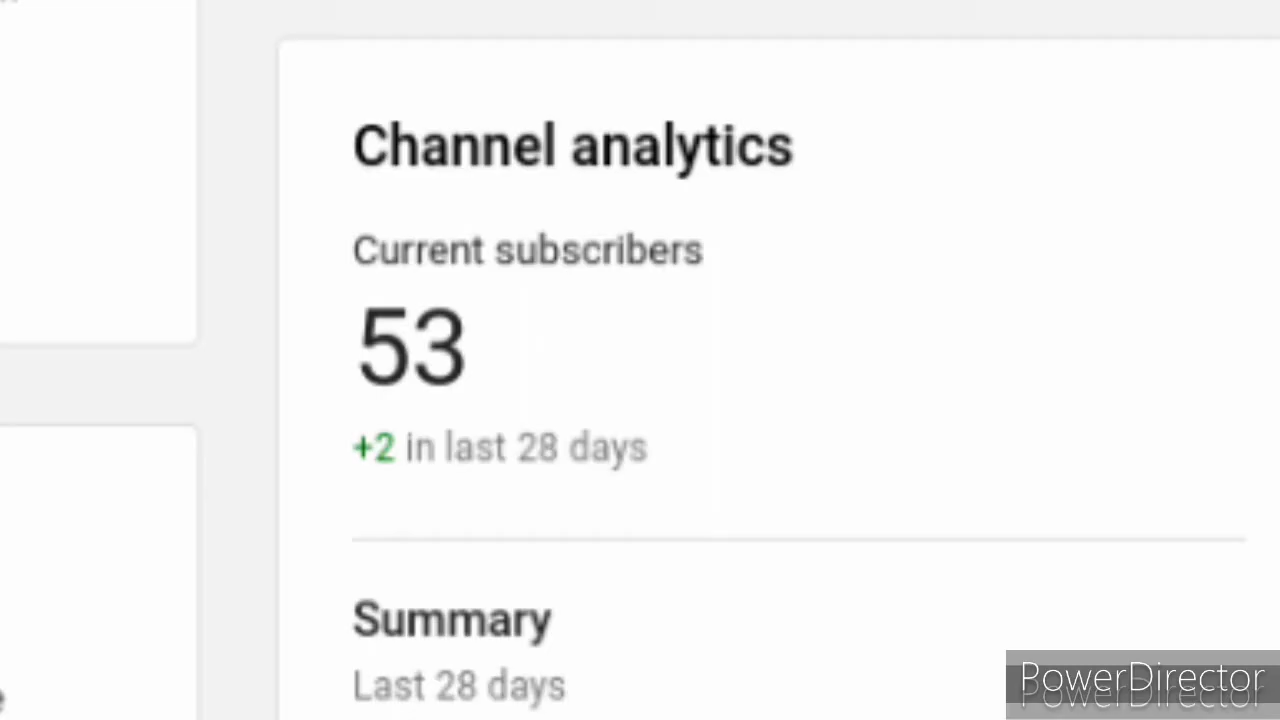 Channel analytics
Current subscribers
53
+2 in last 28 days
Summary
Last 28 days
PowerDirector